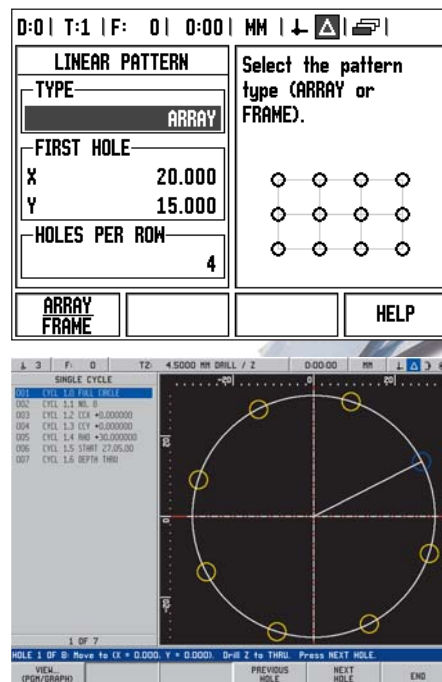 D:0 | T:1 | F: 0 | 0:00 | MM
LINEAR PATTERN
TYPE
ARRAY
FIRST HOLE
X 20.000
Y 15.000
HOLES PER ROW
4
Select the pattern
type (ARRAY or
FRAME).
ARRAY
FRAME
HELP
3 F: 0 T2: 4.5000 MM DRILL / Z 0:00:00 MM
SINGLE CYCLE
001 CYCL 1.0 FULL CIRCLE
002 CYCL 1.1 NO. 8
003 CYCL 1.2 CCX +0.000000
004 CYCL 1.3 CCY +0.000000
005 CYCL 1.4 RAD +30.000000
006 CYCL 1.5 START 27.05.00
007 CYCL 1.6 DEPTH THRU
-20 0 20
20
0
-20
1 OF 7
HOLE 1 OF 8: Move to (X = 0.000, Y = 0.000). Drill Z to THRU. Press NEXT HOLE.
VIEW...
(PGM/GRAPH)
PREVIOUS
HOLE
NEXT
HOLE
END